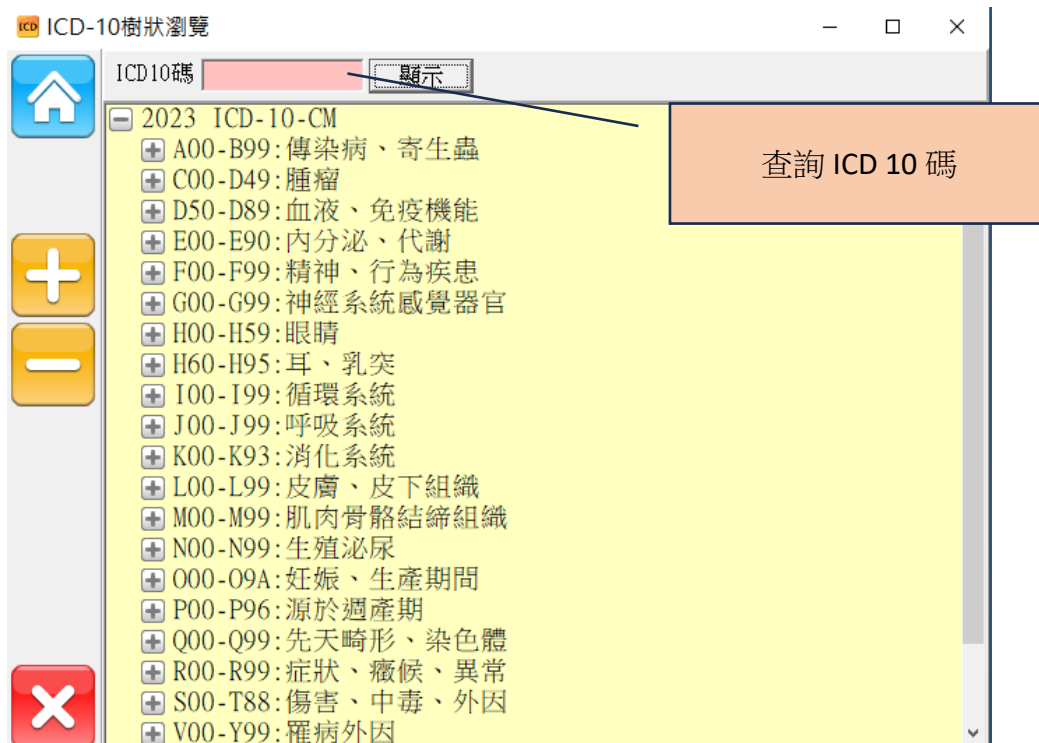 ICD ICD-10樹狀瀏覽
ICD10碼 顯示
查詢 ICD 10 碼
2023 ICD-10-CM
A00-B99:傳染病、寄生蟲
C00-D49:腫瘤
D50-D89:血液、免疫機能
E00-E90:內分泌、代謝
F00-F99:精神、行為疾患
G00-G99:神經系統感覺器官
H00-H59:眼睛
H60-H95:耳、乳突
I00-I99:循環系統
J00-J99:呼吸系統
K00-K93:消化系統
L00-L99:皮膚、皮下組織
M00-M99:肌肉骨骼結締組織
N00-N99:生殖泌尿
O00-O9A:妊娠、生產期間
P00-P96:源於週產期
Q00-Q99:先天畸形、染色體
R00-R99:症狀、癥候、異常
S00-T88:傷害、中毒、外因
V00-Y99:罹病外因